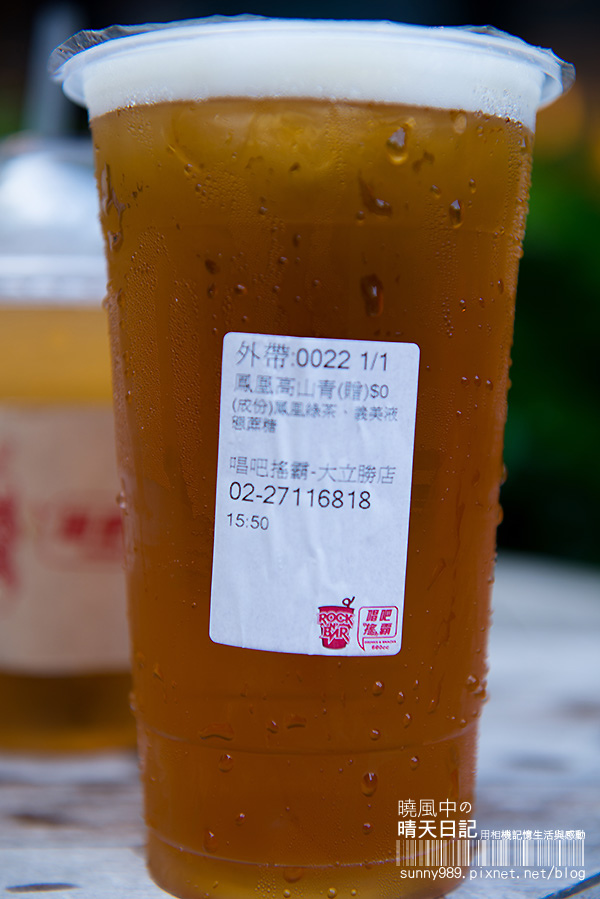 外帶:0022 1/1
鳳凰高山青(贈)$0
(成份)鳳凰綠茶、義美液
態蔗糖
唱吧搖霸-大立勝店
02-27116818
15:50
ROCK
BAR
唱吧
搖霸
DRINKS & SNACKS
680cc
曉風中の
晴天日記 用相機記憶生活與感動
sunny989.pixnet.net/blog